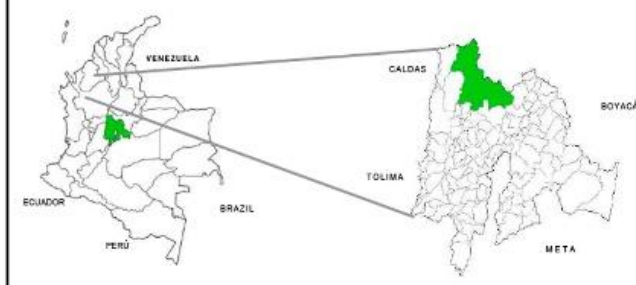 VENEZUELA
ECUADOR
BRAZIL
PERÚ
CALDAS
BOYACÁ
TOLIMA
META